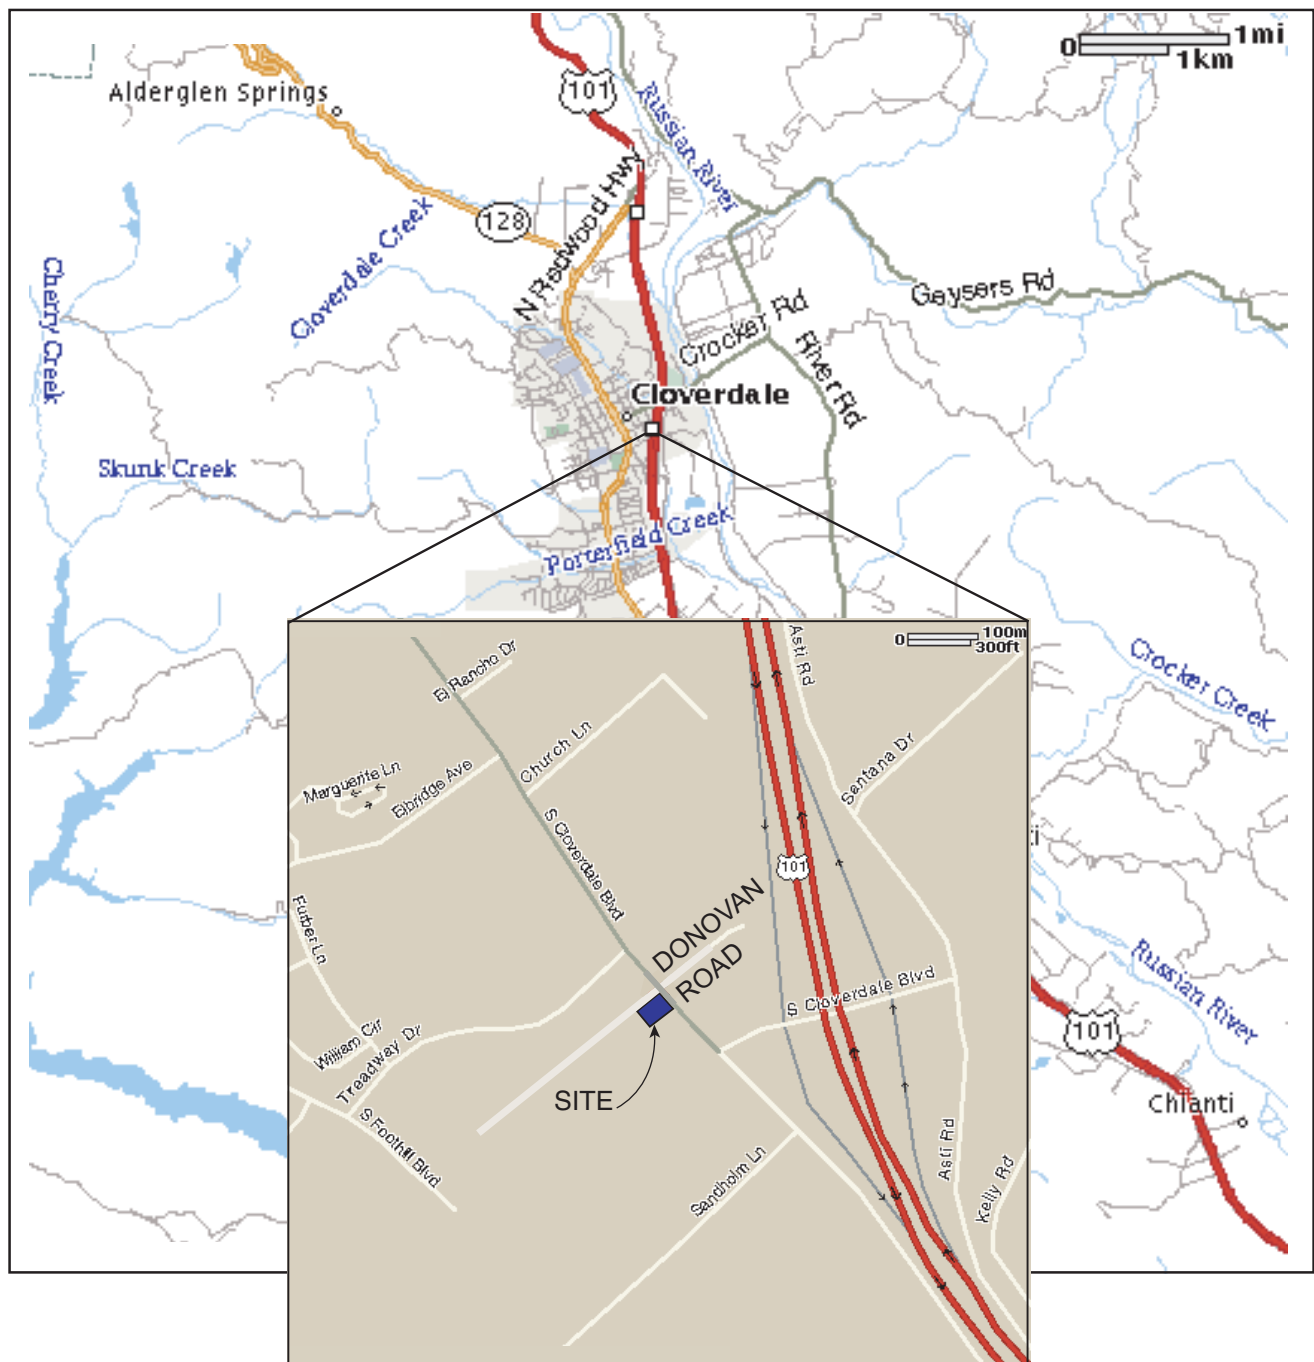 0
1mi
1km
101
Alderglen Springs
Russian River
N Redwood Hwy
128
Cloverdale Creek
Cherry Creek
Geysers Rd
Crocker Rd
River Rd
Cloverdale
Skunk Creek
Porterfield Creek
Crocker Creek
Russian River
101
Chianti
0
100m
300ft
Asti Rd
El Rancho Dr
Church Ln
Santana Dr
Marguerite Ln
Elbridge Ave
S Cloverdale Blvd
101
DONOVAN
ROAD
Furber Ln
S Cloverdale Blvd
William Cir
Treadway Dr
SITE
S Foothill Blvd
Sandholm Ln
Asti Rd
Kelly Rd